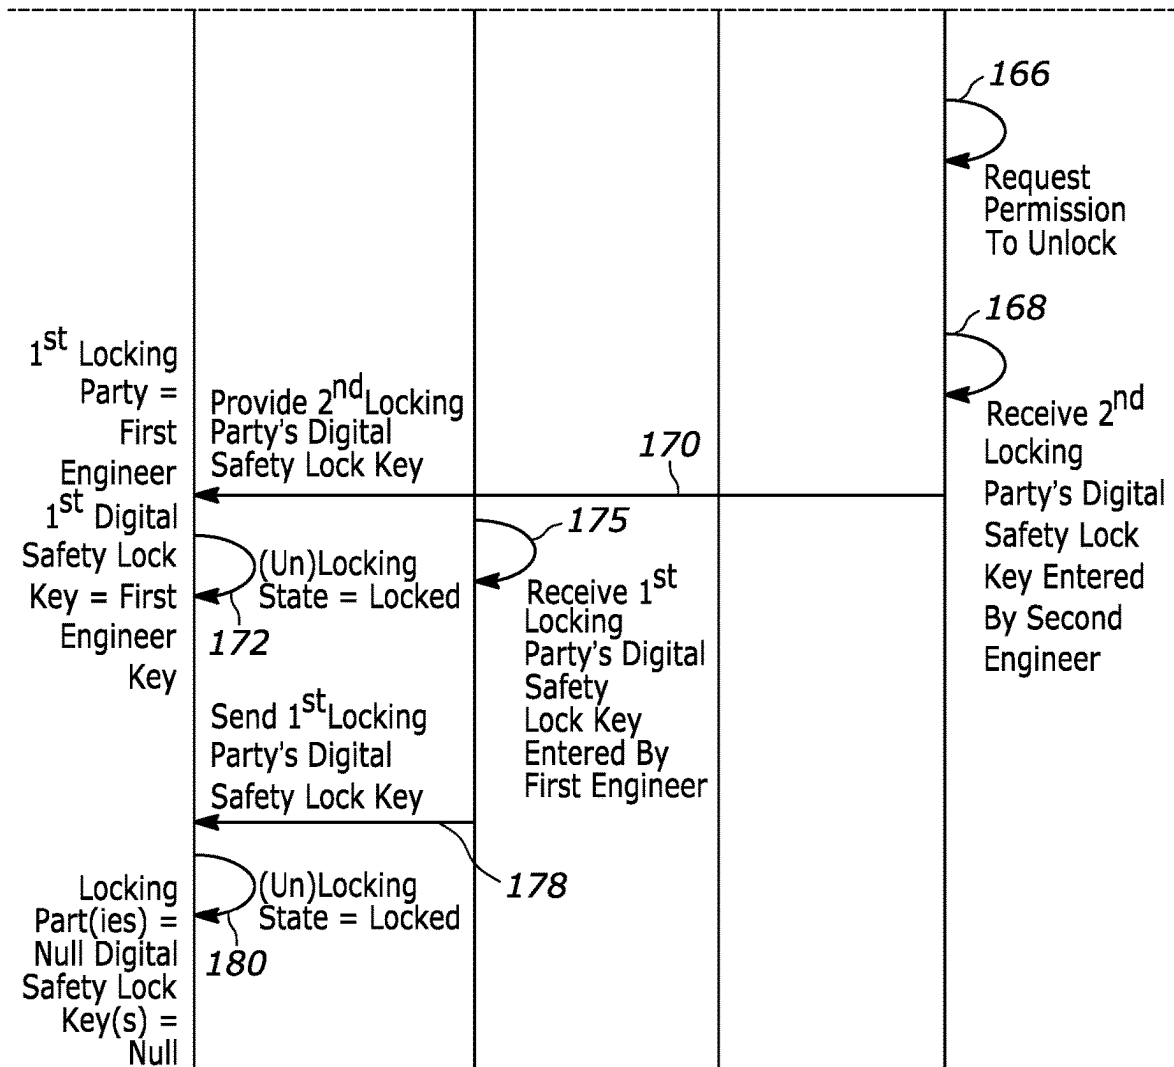 166
Request
Permission
To Unlock
168
Receive 2nd
Locking
Party's Digital
Safety Lock
Key Entered
By Second
Engineer
1st Locking
Party =
First
Engineer
1st Digital
Safety Lock
Key = First
Engineer
Key
Provide 2nd Locking
Party's Digital
Safety Lock Key
170
(Un)Locking
State = Locked
172
175
Receive 1st
Locking
Party's Digital
Safety
Lock Key
Entered By
First Engineer
Send 1st Locking
Party's Digital
Safety Lock Key
178
(Un)Locking
State = Locked
180
Locking
Part(ies) =
Null Digital
Safety Lock
Key(s) =
Null